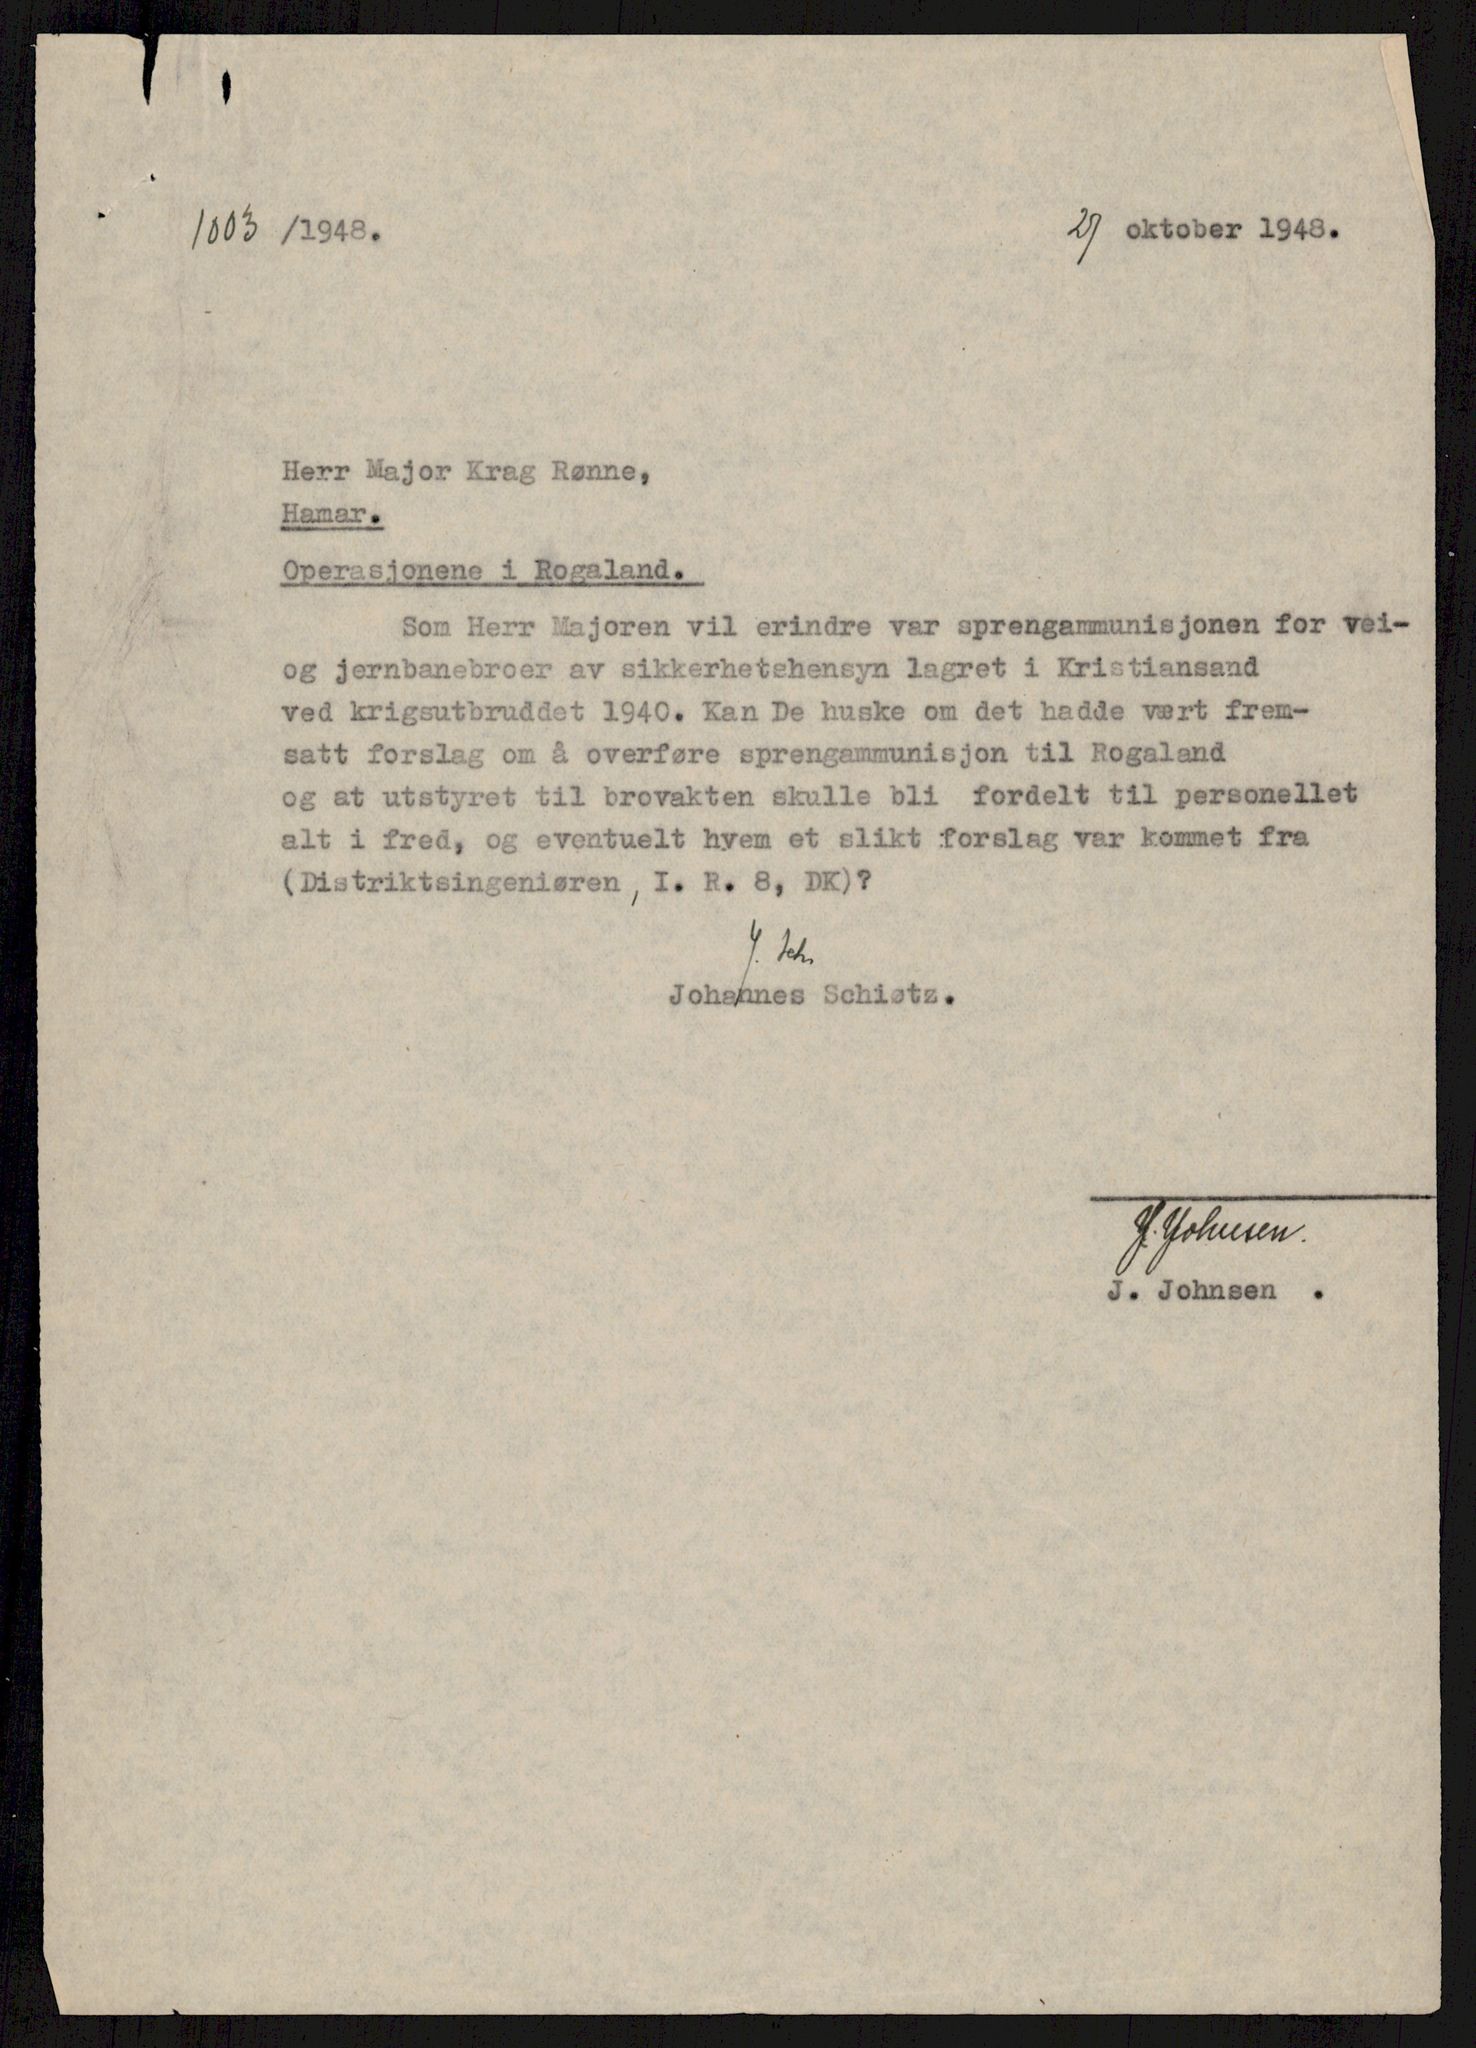 1003 /1948.
27 oktober 1948.
Herr Major Krag Rønne,
Hamar.
Operasjonene i Rogaland.
Som Herr Majoren vil erindre var sprengammunisjonen for vei-
og jernbanebroer av sikkerhetshensyn lagret i Kristiansand
ved krigsutbruddet 1940. Kan De huske om det hadde vært frem-
satt forslag om å overføre sprengammunisjon til Rogaland
og at utstyret til brovakten skulle bli fordelt til personellet
alt i fred, og eventuelt hvem et slikt forslag var kommet fra
(Distriktsingeniøren, I. R. 8, DK)?
J. Sch
Johannes Schiøtz.
J. Johnsen.
J. Johnsen .